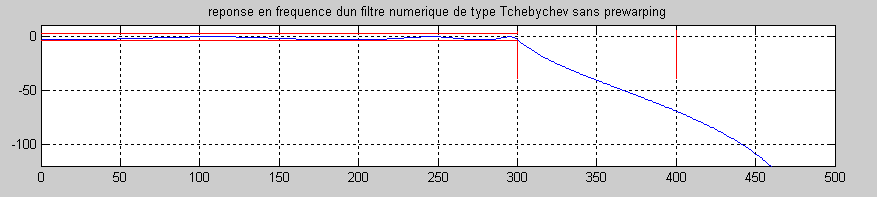 reponse en frequence dun filtre numerique de type Tchebychev sans prewarping
0
-50
-100
0 50 100 150 200 250 300 350 400 450 500